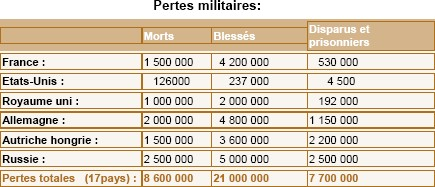 Pertes militaires:
Morts Blessés Disparus et prisonniers
France : 1 500 000 4 200 000 530 000
Etats-Unis : 126000 237 000 4 500
Royaume uni : 1 000 000 2 000 000 192 000
Allemagne : 2 000 000 4 800 000 1 150 000
Autriche hongrie : 1 500 000 3 600 000 2 200 000
Russie : 2 500 000 5 000 000 2 500 000
Pertes totales (17pays) : 8 600 000 21 000 000 7 700 000